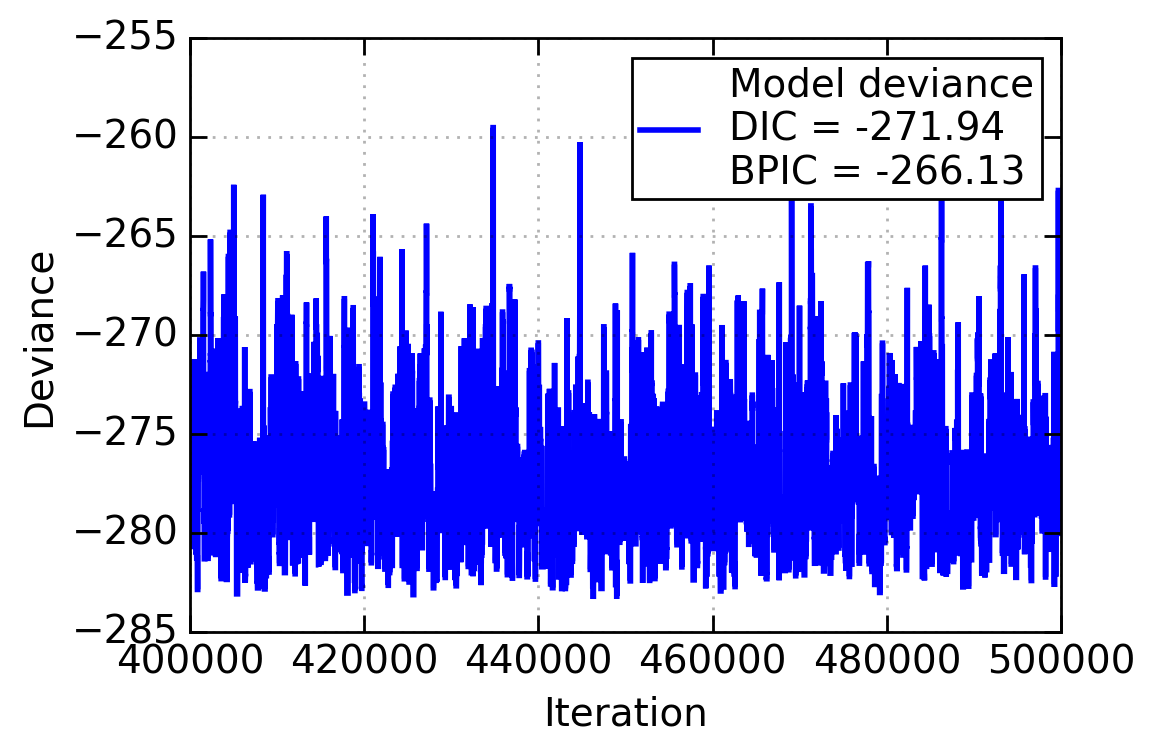 −255
−260
−265
−270
−275
−280
−285
Deviance
Model deviance
DIC = -271.94
BPIC = -266.13
400000 420000 440000 460000 480000 500000
Iteration